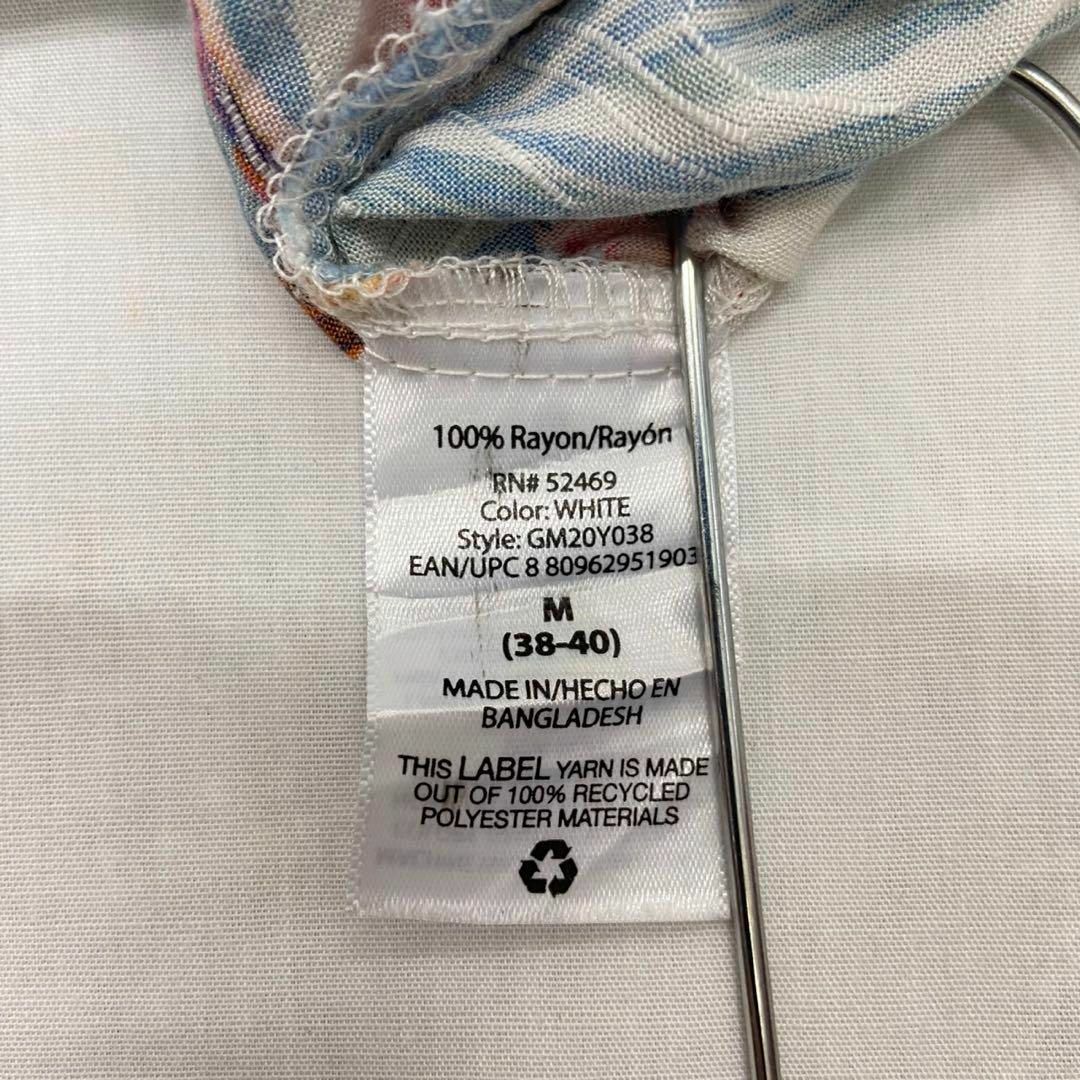 100% Rayon/Rayón
RN# 52469
Color: WHITE
Style: GM20Y038
EAN/UPC 8 80962951903
M
(38-40)
MADE IN/HECHO EN
BANGLADESH
THIS LABEL YARN IS MADE
OUT OF 100% RECYCLED
POLYESTER MATERIALS